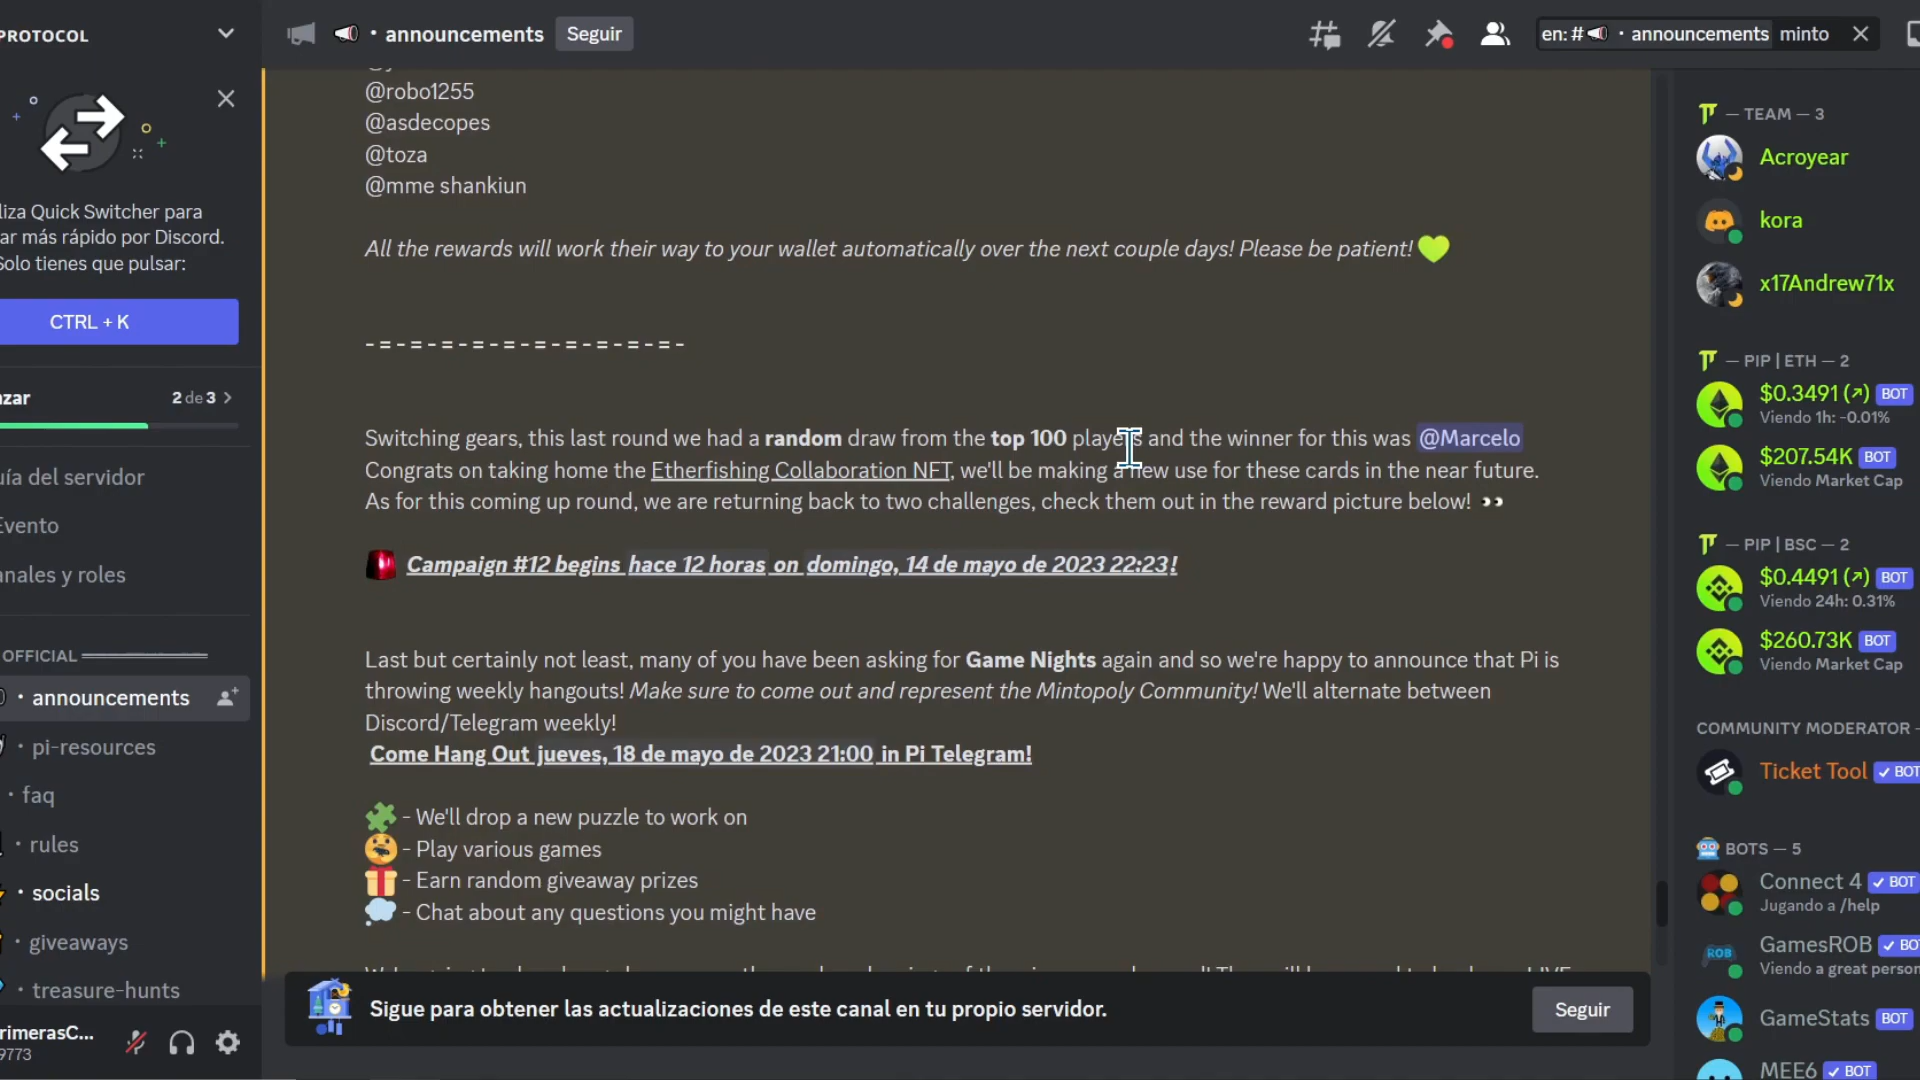 PROTOCOL
• announcements
Seguir
en: # • announcements minto
@robo1255
@asdecopes
@toza
@mme shankiun
All the rewards will work their way to your wallet automatically over the next couple days! Please be patient!
- = - = - = - = - = - = - = - = - = - = -
Switching gears, this last round we had a random draw from the top 100 players and the winner for this was @Marcelo
Congrats on taking home the Etherfishing Collaboration NFT, we'll be making a new use for these cards in the near future.
As for this coming up round, we are returning back to two challenges, check them out in the reward picture below!
Campaign #12 begins hace 12 horas on domingo, 14 de mayo de 2023 22:23!
Last but certainly not least, many of you have been asking for Game Nights again and so we're happy to announce that Pi is
throwing weekly hangouts! Make sure to come out and represent the Mintopoly Community! We'll alternate between
Discord/Telegram weekly!
Come Hang Out jueves, 18 de mayo de 2023 21:00 in Pi Telegram!
- We'll drop a new puzzle to work on
- Play various games
- Earn random giveaway prizes
- Chat about any questions you might have
Sigue para obtener las actualizaciones de este canal en tu propio servidor.
Seguir
liza Quick Switcher para
ar más rápido por Discord.
Solo tienes que pulsar:
CTRL + K
nzar
2 de 3
uía del servidor
Evento
anales y roles
OFFICIAL
• announcements
• pi-resources
• faq
• rules
• socials
• giveaways
• treasure-hunts
rimerasC...
9773
— TEAM — 3
Acroyear
kora
x17Andrew71x
— PIP | ETH — 2
$0.3491 (↗) BOT
Viendo 1h: -0.01%
$207.54K BOT
Viendo Market Cap
— PIP | BSC — 2
$0.4491 (↗) BOT
Viendo 24h: 0.31%
$260.73K BOT
Viendo Market Cap
COMMUNITY MODERATOR -
Ticket Tool ✓ BOT
BOTS — 5
Connect 4 ✓ BOT
Jugando a /help
ROB
GamesROB ✓ BOT
Viendo a great person
GameStats BOT
MEE6 ✓ BOT